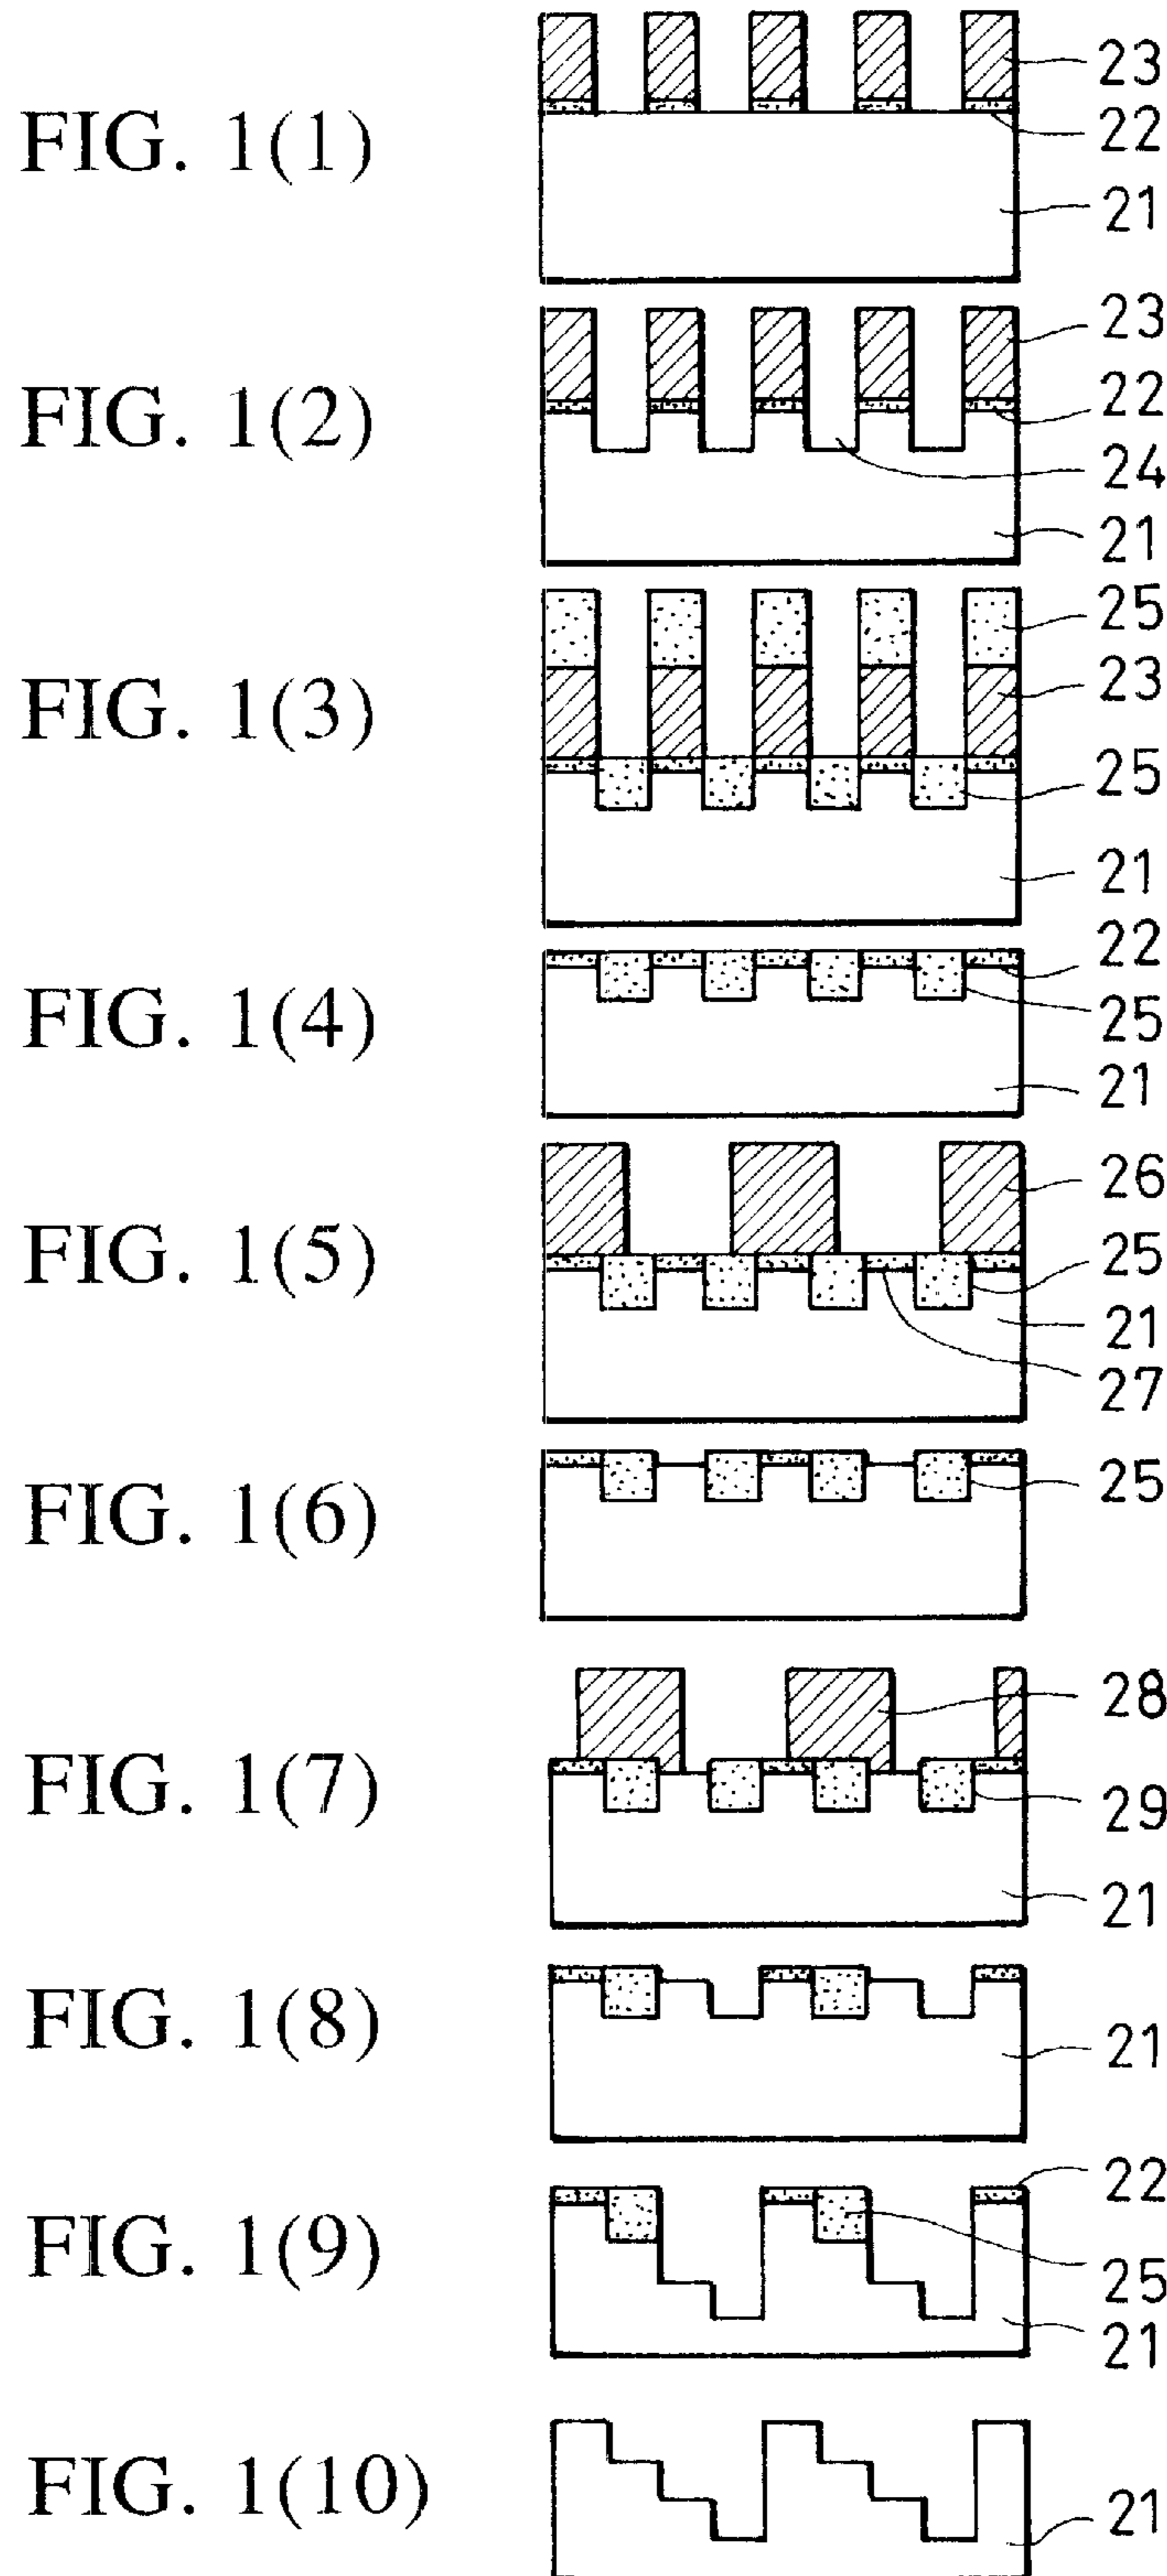 FIG. 1(1)
23
22
21
FIG. 1(2)
23
22
24
21
FIG. 1(3)
25
23
25
21
FIG. 1(4)
22
25
21
FIG. 1(5)
26
25
21
27
FIG. 1(6)
25
FIG. 1(7)
28
29
21
FIG. 1(8)
21
FIG. 1(9)
22
25
21
FIG. 1(10)
21